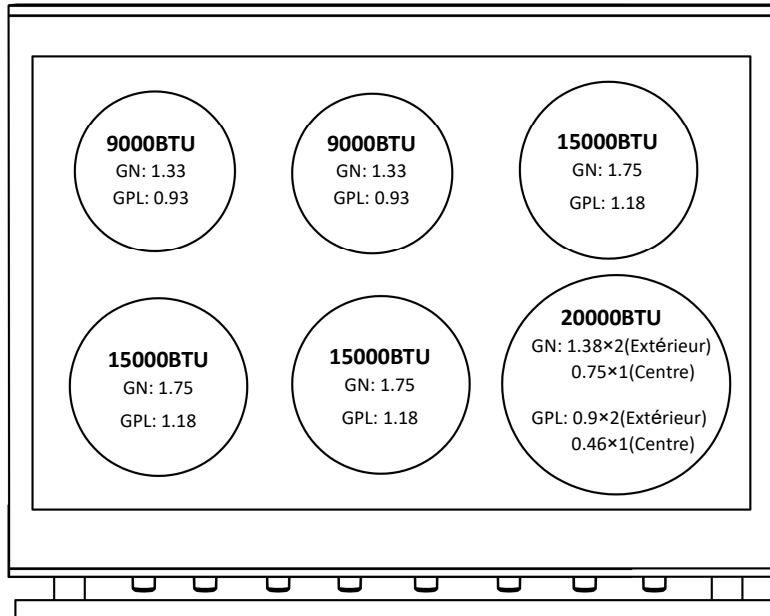 9000BTU
GN: 1.33
GPL: 0.93
9000BTU
GN: 1.33
GPL: 0.93
15000BTU
GN: 1.75
GPL: 1.18
15000BTU
GN: 1.75
GPL: 1.18
15000BTU
GN: 1.75
GPL: 1.18
20000BTU
GN: 1.38×2(Extérieur)
0.75×1(Centre)
GPL: 0.9×2(Extérieur)
0.46×1(Centre)